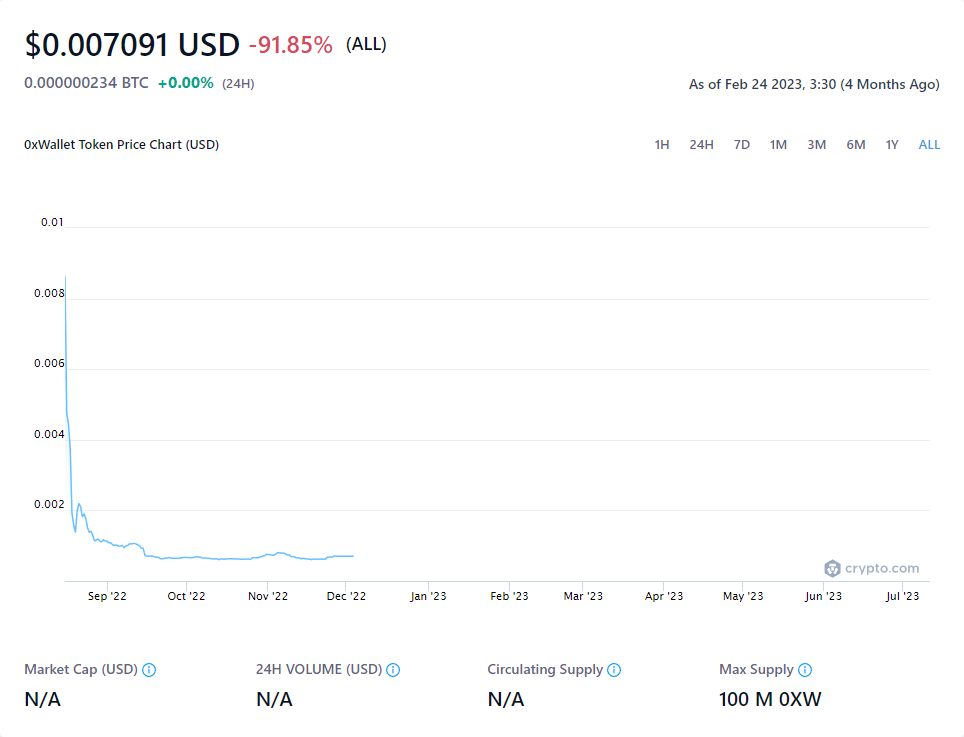 $0.007091 USD -91.85% (ALL)
0.000000234 BTC +0.00% (24H)
As of Feb 24 2023, 3:30 (4 Months Ago)
0xWallet Token Price Chart (USD)
1H 24H 7D 1M 3M 6M 1Y ALL
0.01
0.008
0.006
0.004
0.002
crypto.com
Sep '22 Oct '22 Nov '22 Dec '22 Jan '23 Feb '23 Mar '23 Apr '23 May '23 Jun '23 Jul '23
Market Cap (USD) 24H VOLUME (USD) Circulating Supply Max Supply
N/A N/A N/A 100 M 0XW